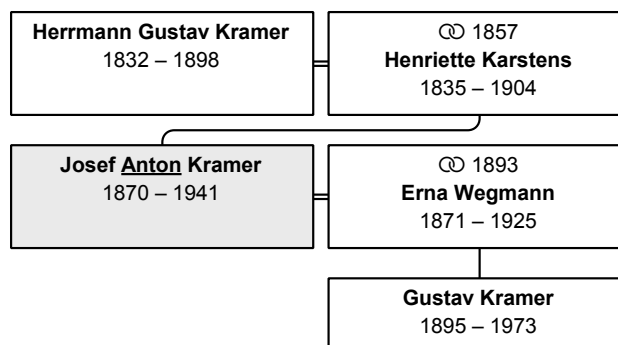 Herrmann Gustav Kramer
1832 – 1898
⚭ 1857
Henriette Karstens
1835 – 1904
Josef Anton Kramer
1870 – 1941
⚭ 1893
Erna Wegmann
1871 – 1925
Gustav Kramer
1895 – 1973